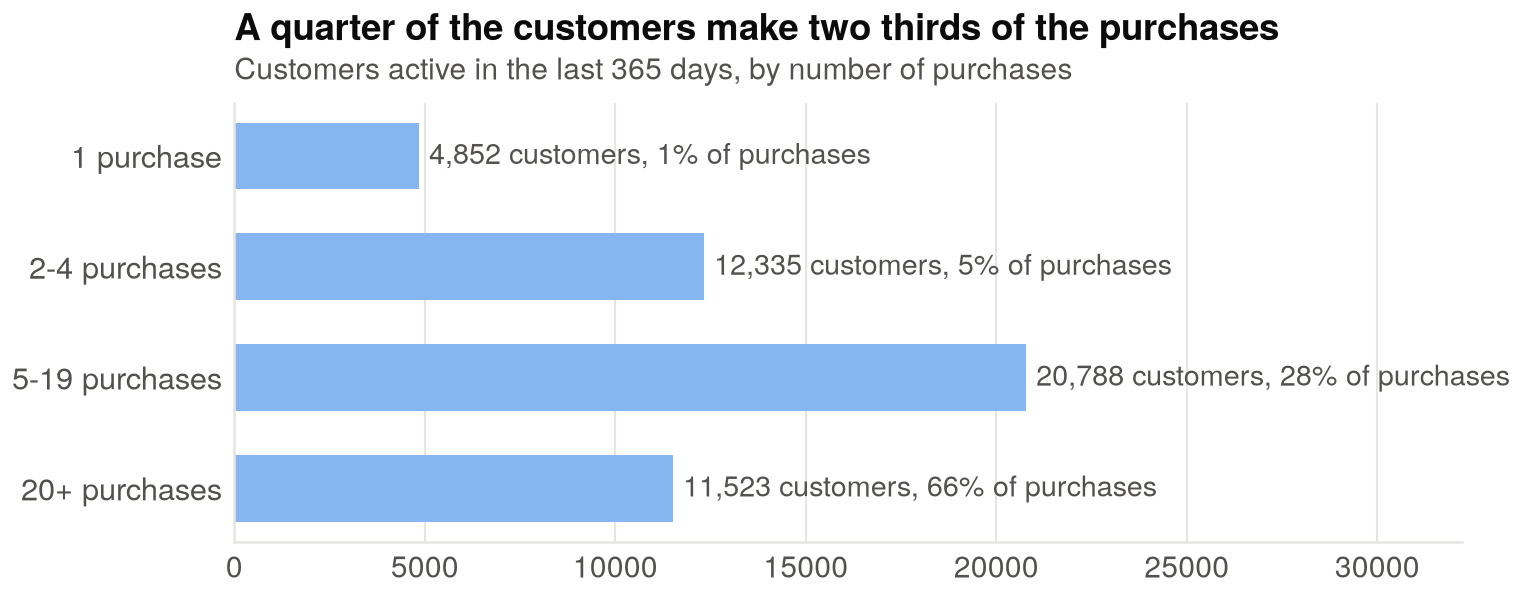 A quarter of the customers make two thirds of the purchases
Customers active in the last 365 days, by number of purchases
1 purchase
4,852 customers, 1% of purchases
2-4 purchases
12,335 customers, 5% of purchases
5-19 purchases
20,788 customers, 28% of purchases
20+ purchases
11,523 customers, 66% of purchases
0 5000 10000 15000 20000 25000 30000